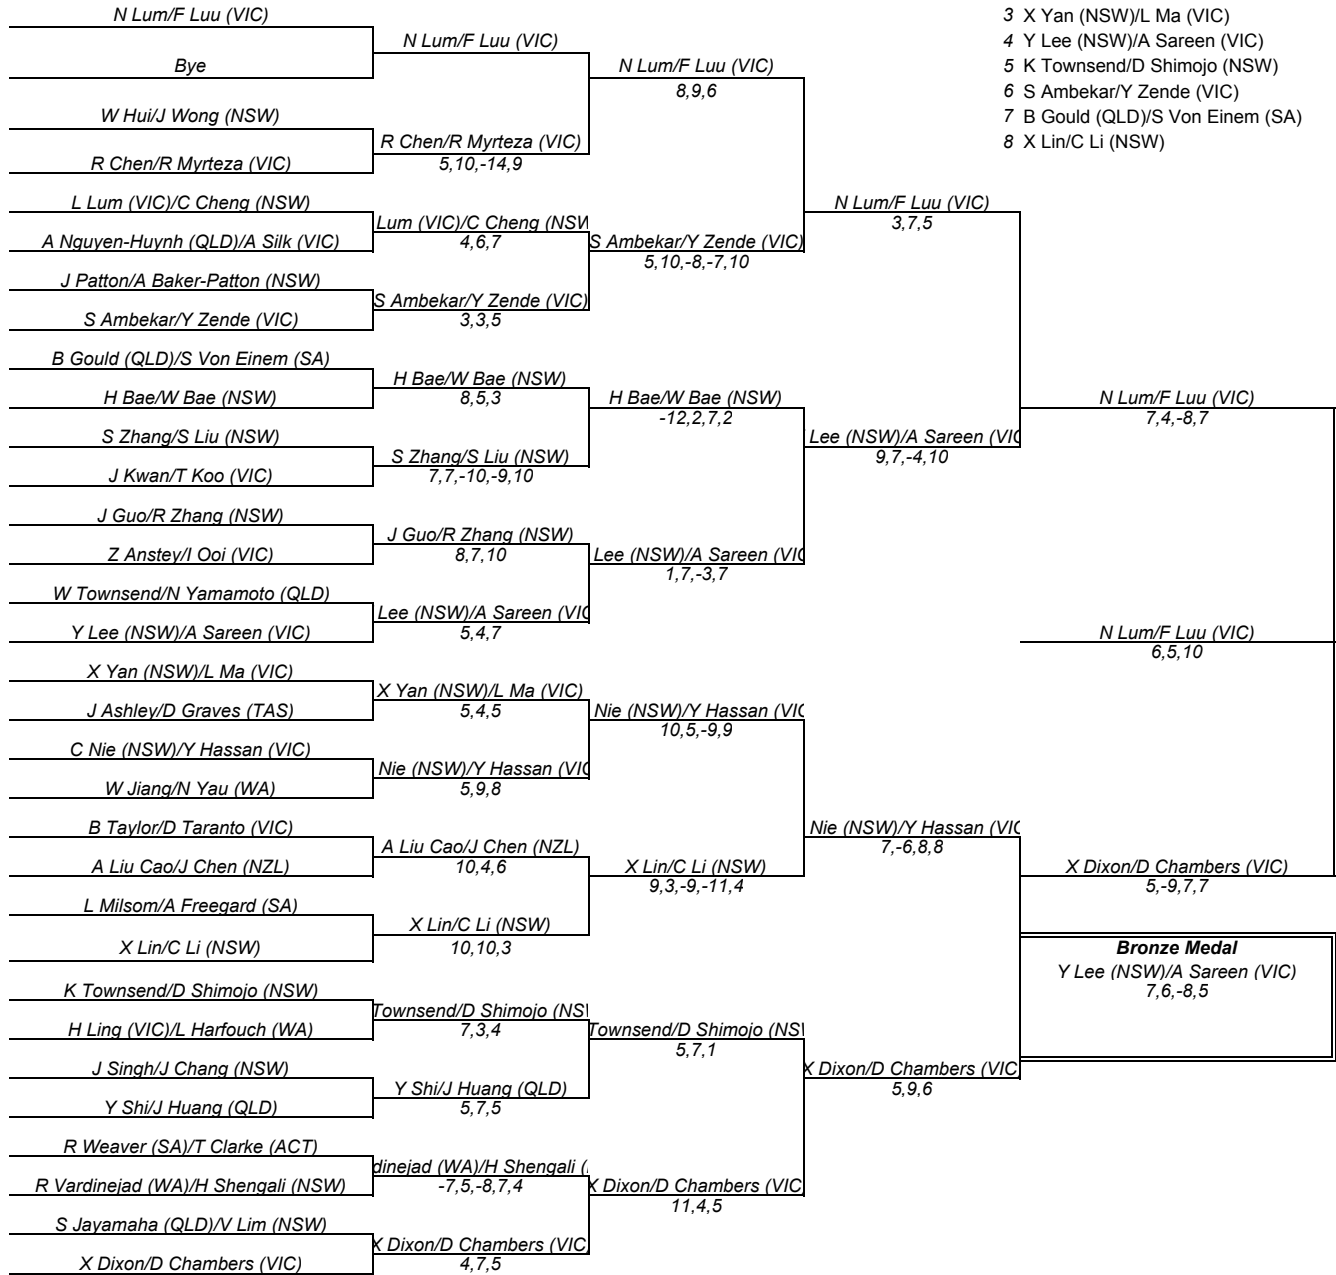 N Lum/F Luu (VIC)
Bye
W Hui/J Wong (NSW)
R Chen/R Myrteza (VIC)
L Lum (VIC)/C Cheng (NSW)
A Nguyen-Huynh (QLD)/A Silk (VIC)
J Patton/A Baker-Patton (NSW)
S Ambekar/Y Zende (VIC)
B Gould (QLD)/S Von Einem (SA)
H Bae/W Bae (NSW)
S Zhang/S Liu (NSW)
J Kwan/T Koo (VIC)
J Guo/R Zhang (NSW)
Z Anstey/I Ooi (VIC)
W Townsend/N Yamamoto (QLD)
Y Lee (NSW)/A Sareen (VIC)
X Yan (NSW)/L Ma (VIC)
J Ashley/D Graves (TAS)
C Nie (NSW)/Y Hassan (VIC)
W Jiang/N Yau (WA)
B Taylor/D Taranto (VIC)
A Liu Cao/J Chen (NZL)
L Milsom/A Freegard (SA)
X Lin/C Li (NSW)
K Townsend/D Shimojo (NSW)
H Ling (VIC)/L Harfouch (WA)
J Singh/J Chang (NSW)
Y Shi/J Huang (QLD)
R Weaver (SA)/T Clarke (ACT)
R Vardinejad (WA)/H Shengali (NSW)
S Jayamaha (QLD)/V Lim (NSW)
X Dixon/D Chambers (VIC)
N Lum/F Luu (VIC)
R Chen/R Myrteza (VIC)
5,10,-14,9
Lum (VIC)/C Cheng (NSW
4,6,7
S Ambekar/Y Zende (VIC)
3,3,5
H Bae/W Bae (NSW)
8,5,3
S Zhang/S Liu (NSW)
7,7,-10,-9,10
J Guo/R Zhang (NSW)
8,7,10
Lee (NSW)/A Sareen (VIC
5,4,7
X Yan (NSW)/L Ma (VIC)
5,4,5
Nie (NSW)/Y Hassan (VIC
5,9,8
A Liu Cao/J Chen (NZL)
10,4,6
X Lin/C Li (NSW)
10,10,3
Townsend/D Shimojo (NSW
7,3,4
Y Shi/J Huang (QLD)
5,7,5
dinejad (WA)/H Shengali (
-7,5,-8,7,4
X Dixon/D Chambers (VIC
4,7,5
N Lum/F Luu (VIC)
8,9,6
S Ambekar/Y Zende (VIC)
5,10,-8,-7,10
H Bae/W Bae (NSW)
-12,2,7,2
Lee (NSW)/A Sareen (VIC
1,7,-3,7
Nie (NSW)/Y Hassan (VIC
10,5,-9,9
X Lin/C Li (NSW)
9,3,-9,-11,4
Townsend/D Shimojo (NSW
5,7,1
X Dixon/D Chambers (VIC
11,4,5
N Lum/F Luu (VIC)
3,7,5
Lee (NSW)/A Sareen (VIC
9,7,-4,10
Nie (NSW)/Y Hassan (VIC
7,-6,8,8
X Dixon/D Chambers (VIC
5,9,6
3 X Yan (NSW)/L Ma (VIC)
4 Y Lee (NSW)/A Sareen (VIC)
5 K Townsend/D Shimojo (NSW)
6 S Ambekar/Y Zende (VIC)
7 B Gould (QLD)/S Von Einem (SA)
8 X Lin/C Li (NSW)
N Lum/F Luu (VIC)
7,4,-8,7
N Lum/F Luu (VIC)
6,5,10
X Dixon/D Chambers (VIC)
5,-9,7,7
Bronze Medal
Y Lee (NSW)/A Sareen (VIC)
7,6,-8,5